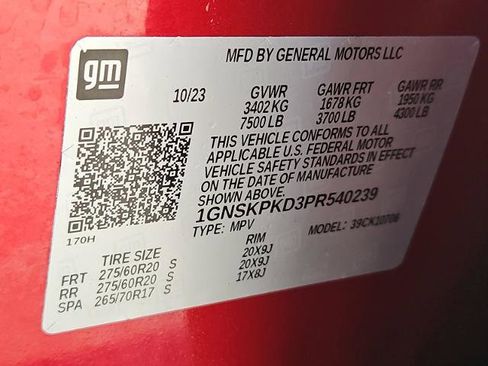 gm
MFD BY GENERAL MOTORS LLC
10/23 GVWR GAWR FRT GAWR RR
3402 KG 1678 KG 1950 KG
7500 LB 3700 LB 4300 LB
THIS VEHICLE CONFORMS TO ALL
APPLICABLE U.S. FEDERAL MOTOR
VEHICLE SAFETY STANDARDS IN EFFECT
ON THE DATE OF MANUFACTURE
SHOWN ABOVE.
1GNSKPKD3PR540239
170H TYPE: MPV MODEL: 39CK10706
TIRE SIZE RIM
FRT 275/60R20 S 20X9J
RR 275/60R20 S 20X9J
SPA 265/70R17 S 17X8J